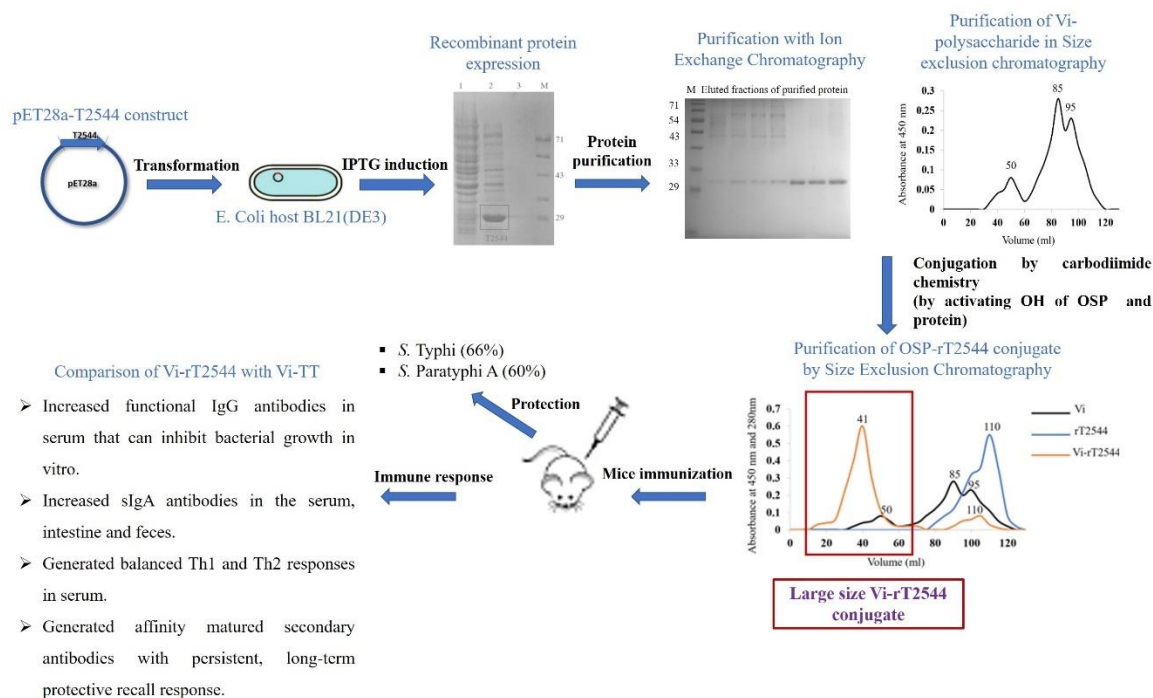 pET28a-T2544 construct
T2544
pET28a
Transformation
E. Coli host BL21(DE3)
IPTG induction
Recombinant protein
expression
1 2 3 M
71
43
29
T2544
Protein
purification
Purification with Ion
Exchange Chromatography
M Eluted fractions of purified protein
71
54
43
33
29
Purification of Vi-
polysaccharide in Size
exclusion chromatography
Absorbance at 450 nm
0.3
0.25
0.2
0.15
0.1
0.05
0
50
85
95
0 20 40 60 80 100 120
Volume (ml)
Conjugation by carbodiimide
chemistry
(by activating OH of OSP and
protein)
Purification of OSP-rT2544 conjugate
by Size Exclusion Chromatography
Absorbance at 450 nm and 280nm
0.7
0.6
0.5
0.4
0.3
0.2
0.1
0
41
50
85
95
110
110
Vi
rT2544
Vi-rT2544
0 20 40 60 80 100 120
Volume (ml)
Large size Vi-rT2544
conjugate
Mice immunization
Protection
▪ S. Typhi (66%)
▪ S. Paratyphi A (60%)
Immune response
Comparison of Vi-rT2544 with Vi-TT
➢ Increased functional IgG antibodies in
serum that can inhibit bacterial growth in
vitro.
➢ Increased sIgA antibodies in the serum,
intestine and feces.
➢ Generated balanced Th1 and Th2 responses
in serum.
➢ Generated affinity matured secondary
antibodies with persistent, long-term
protective recall response.